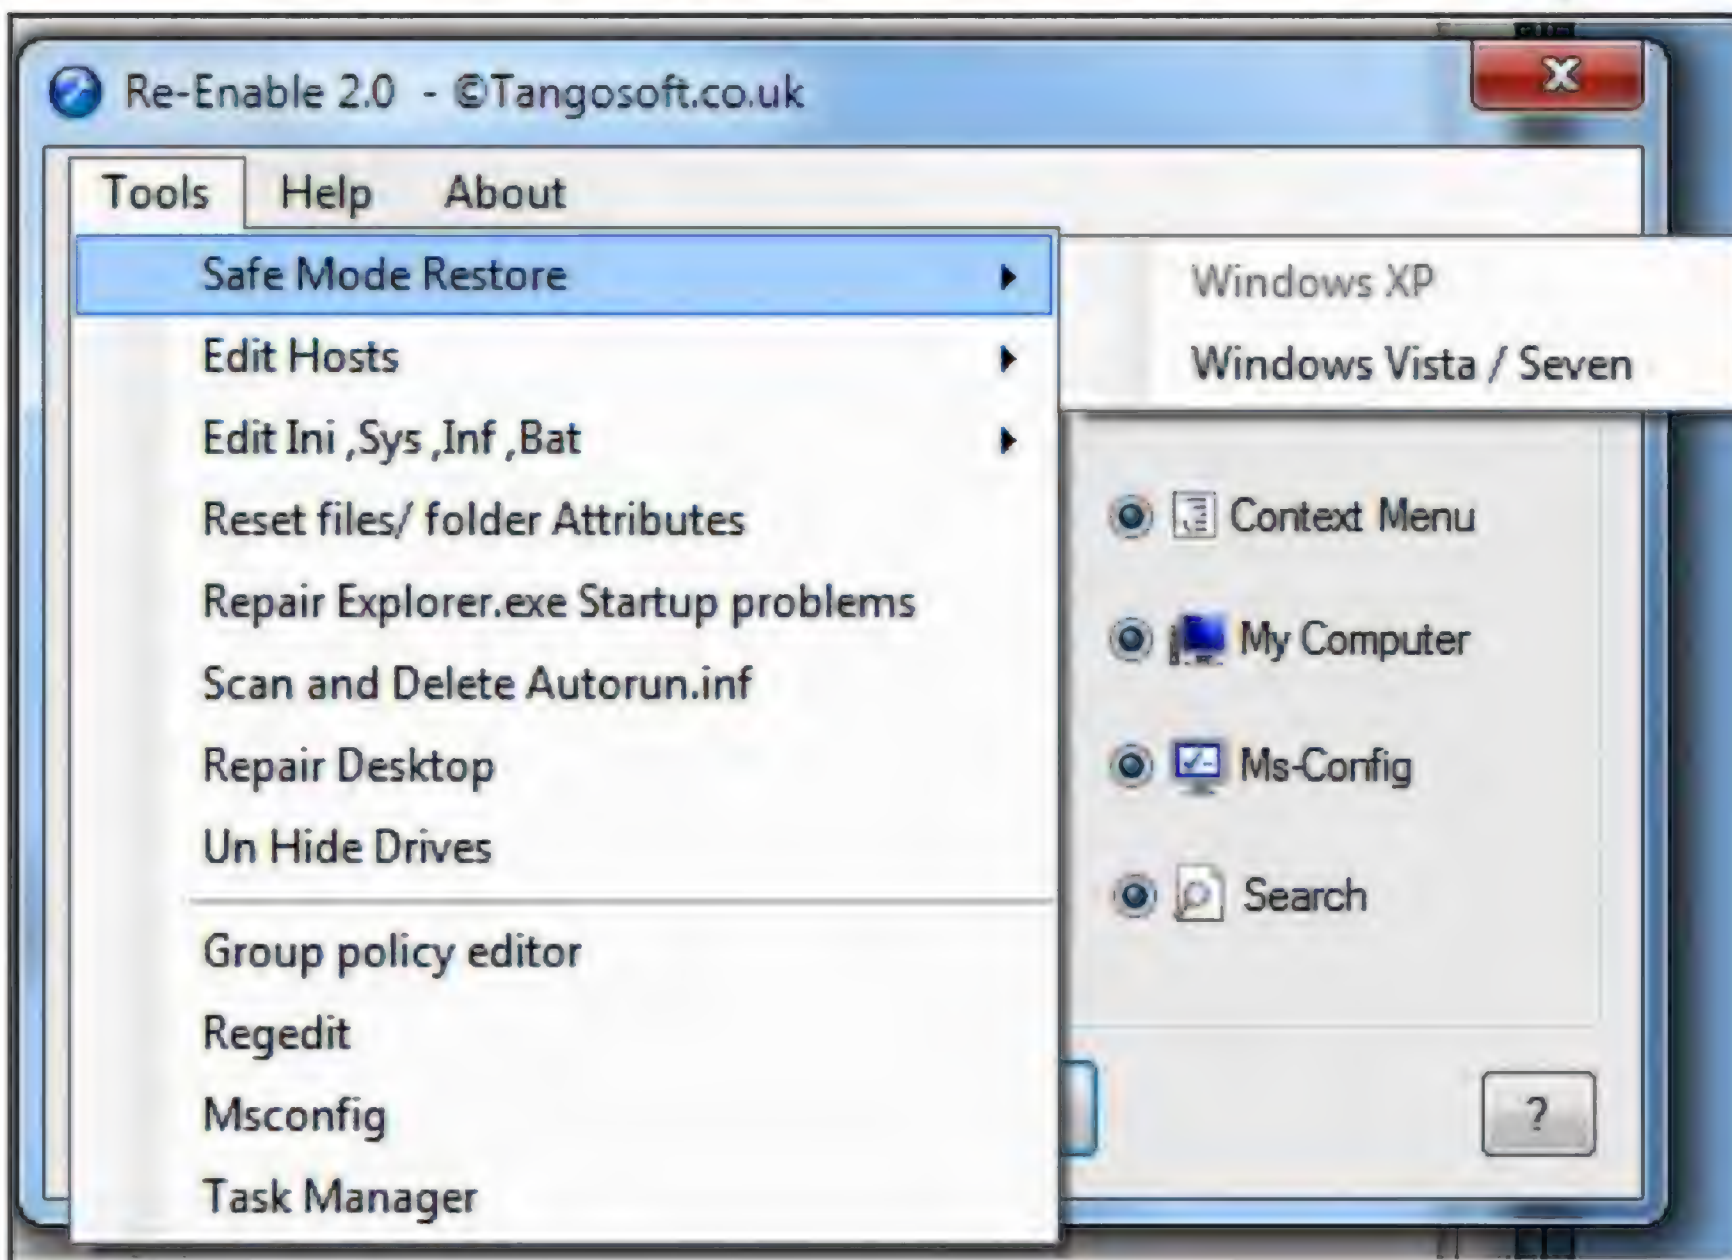 Re-Enable 2.0 - ©Tangosoft.co.uk
Tools Help About
Safe Mode Restore
Windows XP
Windows Vista / Seven
Edit Hosts
Edit Ini ,Sys ,Inf ,Bat
Reset files/ folder Attributes
Repair Explorer.exe Startup problems
Scan and Delete Autorun.inf
Repair Desktop
Un Hide Drives
Group policy editor
Regedit
Msconfig
Task Manager
Context Menu
My Computer
Ms-Config
Search
?